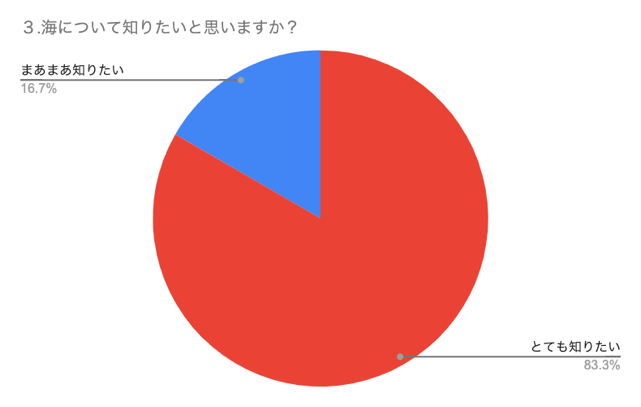 ３.海について知りたいと思いますか？
まあまあ知りたい
16.7%
とても知りたい
83.3%